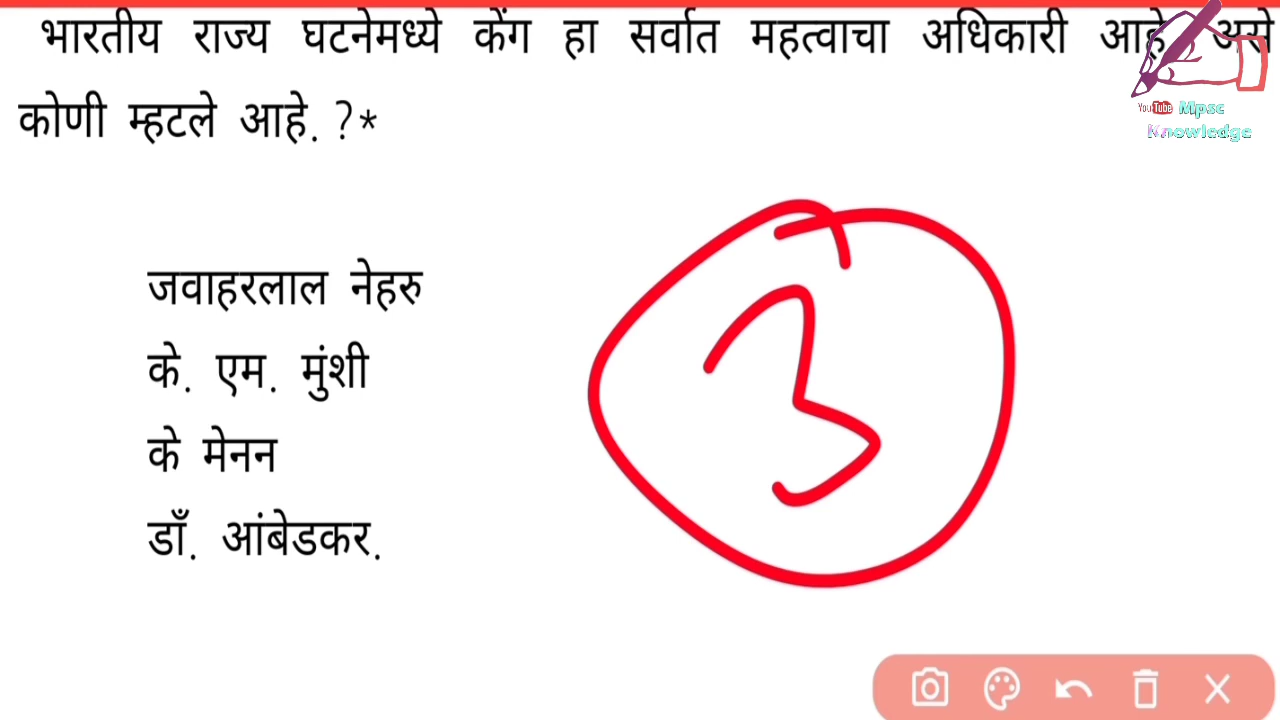 भारतीय राज्य घटनेमध्ये केंग हा सर्वात महत्वाचा अधिकारी आहे असे
कोणी म्हटले आहे. ?*
YouTube Mpsc
Knowledge
जवाहरलाल नेहरु
के. एम. मुंशी
के मेनन
डाँ. आंबेडकर.
3